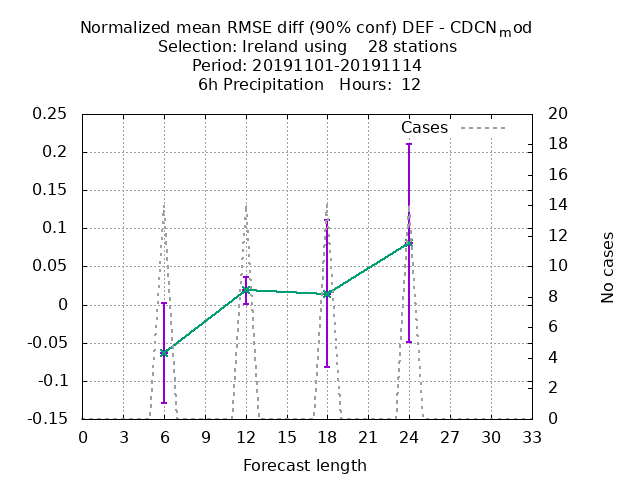 Normalized mean RMSE diff (90% conf) DEF - CDCNmod
Selection: Ireland using 28 stations
Period: 20191101-20191114
6h Precipitation Hours: 12
Cases
0.25
0.2
0.15
0.1
0.05
0
-0.05
-0.1
-0.15
20
18
16
14
12
10
8
6
4
2
0
No cases
0 3 6 9 12 15 18 21 24 27 30 33
Forecast length